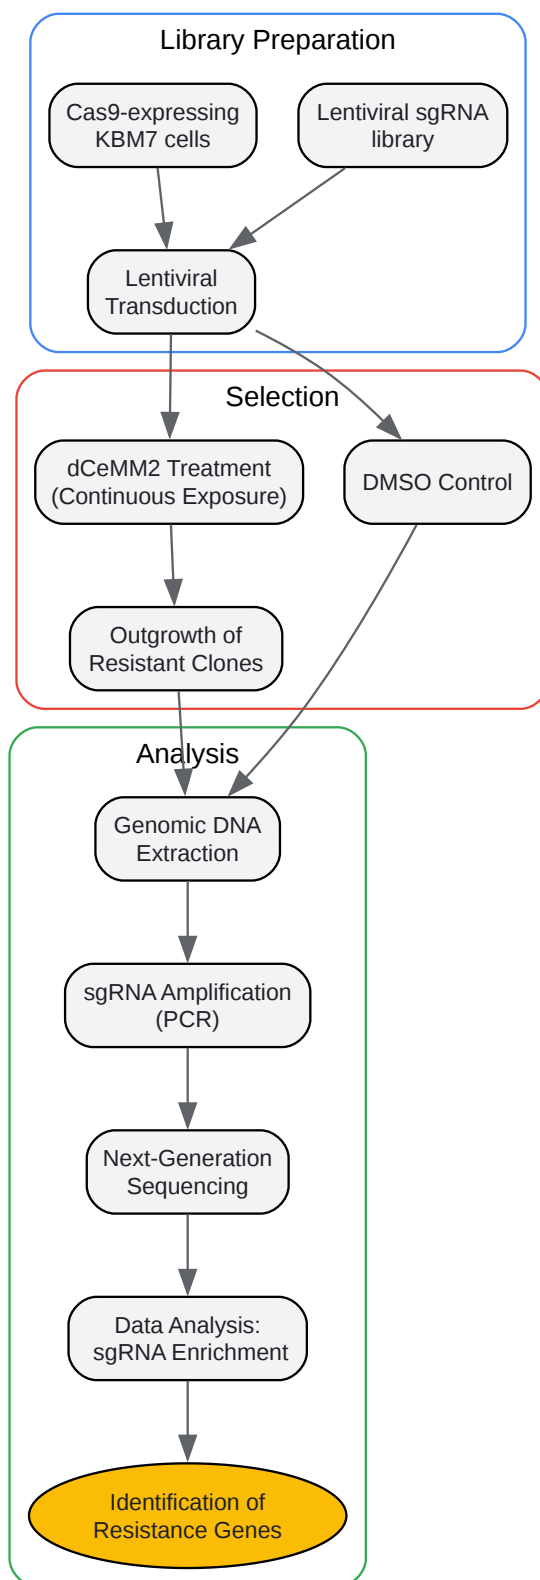 Library Preparation
Cas9-expressing
KBM7 cells
Lentiviral sgRNA
library
Lentiviral
Transduction
Selection
dCeMM2 Treatment
(Continuous Exposure)
DMSO Control
Outgrowth of
Resistant Clones
Analysis
Genomic DNA
Extraction
sgRNA Amplification
(PCR)
Next-Generation
Sequencing
Data Analysis:
sgRNA Enrichment
Identification of
Resistance Genes